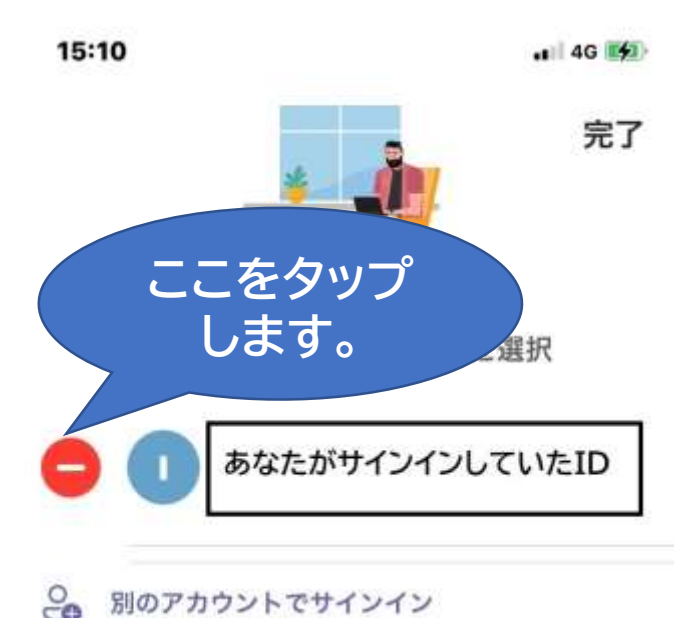 15:10
4G
完了
ここをタップ
します。
選択
I
あなたがサインインしていたID
別のアカウントでサインイン